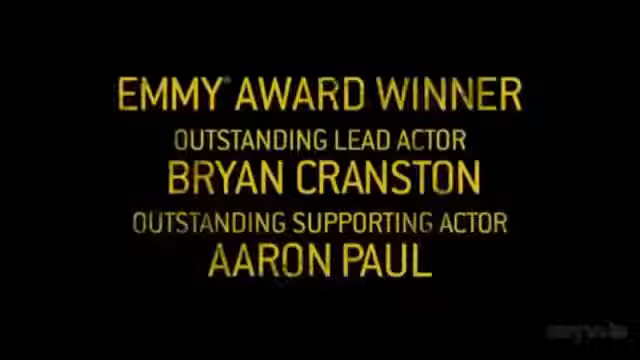 EMMY® AWARD WINNER
OUTSTANDING LEAD ACTOR
BRYAN CRANSTON
OUTSTANDING SUPPORTING ACTOR
AARON PAUL